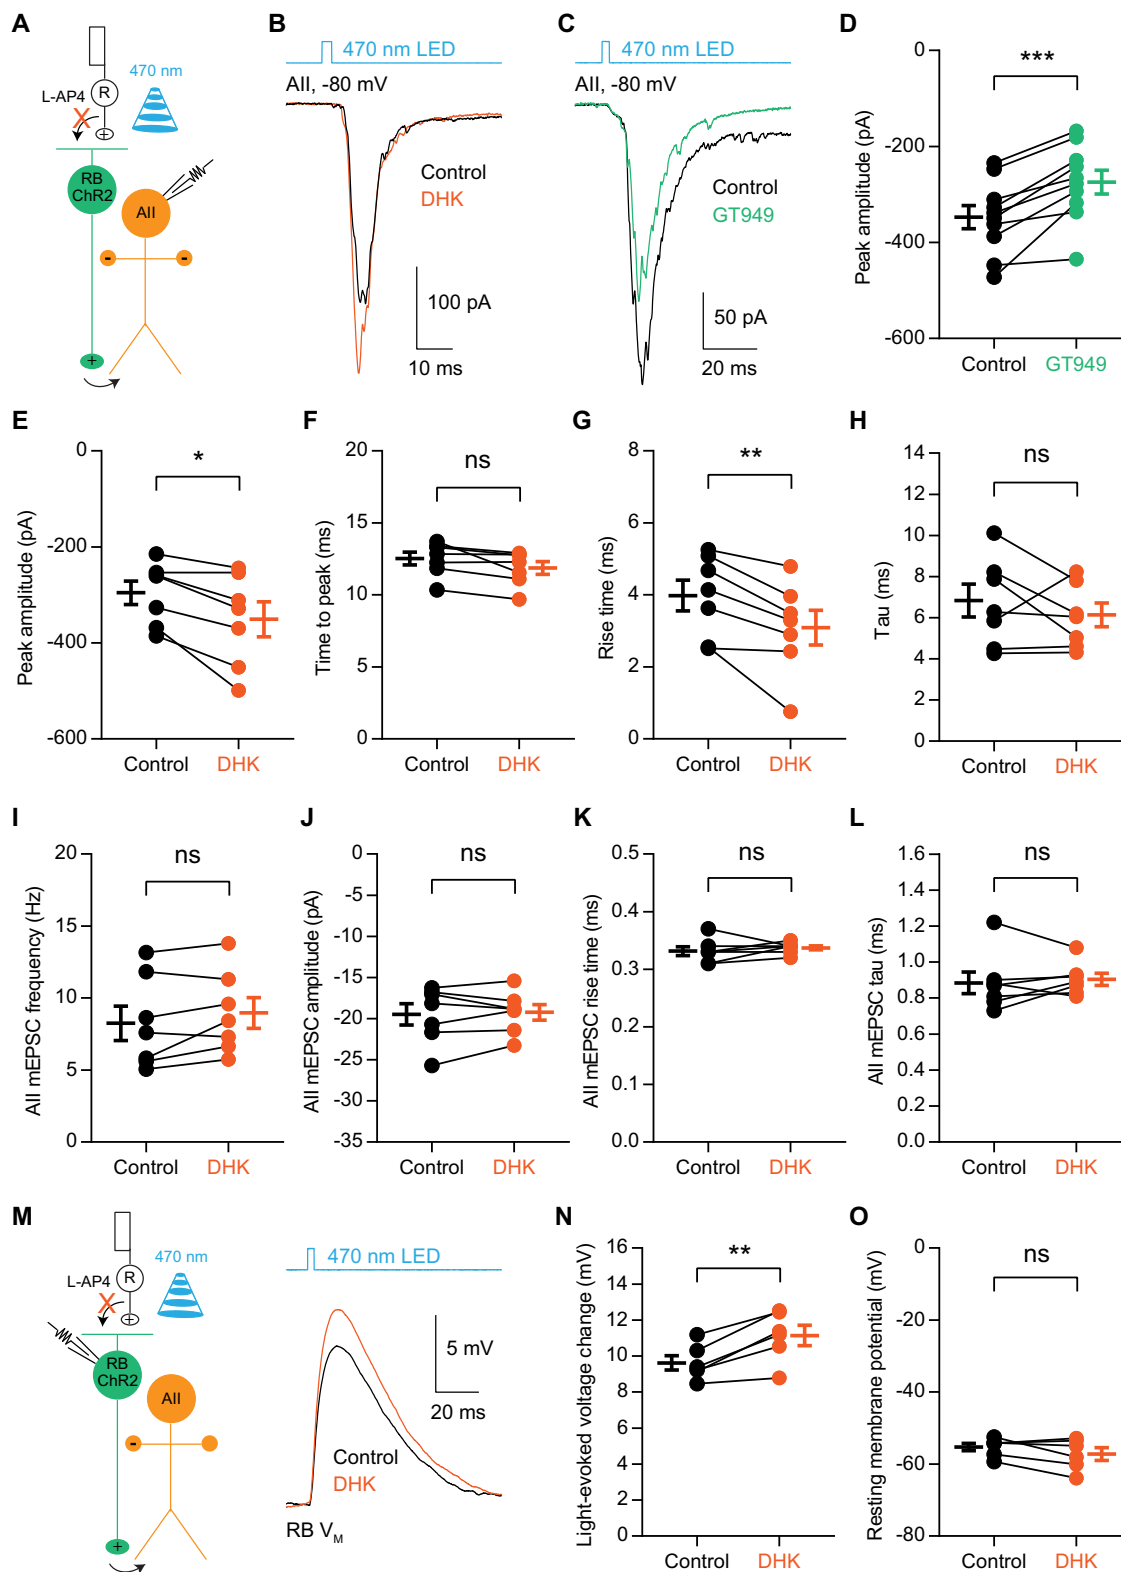 A
470 nm
R
L-AP4
X
+
RB
ChR2
AII
- -
+
B
470 nm LED
AII, -80 mV
Control
DHK
100 pA
10 ms
C
470 nm LED
AII, -80 mV
Control
GT949
50 pA
20 ms
D
Peak amplitude (pA)
0
-200
-400
-600
***
Control GT949
E
Peak amplitude (pA)
0
-200
-400
-600
*
Control DHK
F
Time to peak (ms)
20
15
10
5
0
ns
Control DHK
G
Rise time (ms)
8
6
4
2
0
**
Control DHK
H
Tau (ms)
14
12
10
8
6
4
2
0
ns
Control DHK
I
AII mEPSC frequency (Hz)
20
15
10
5
0
ns
Control DHK
J
AII mEPSC amplitude (pA)
0
-5
-10
-15
-20
-25
-30
-35
ns
Control DHK
K
AII mEPSC rise time (ms)
0.5
0.4
0.3
0.2
0.1
0.0
ns
Control DHK
L
AII mEPSC tau (ms)
1.6
1.4
1.2
1.0
0.8
0.6
0.4
0.2
0.0
ns
Control DHK
M
470 nm
R
L-AP4
X
+
RB
ChR2
AII
-
+
470 nm LED
5 mV
20 ms
Control
DHK
RB VM
N
Light-evoked voltage change (mV)
16
14
12
10
8
6
4
2
0
**
Control DHK
O
Resting membrane potential (mV)
0
-20
-40
-60
-80
ns
Control DHK